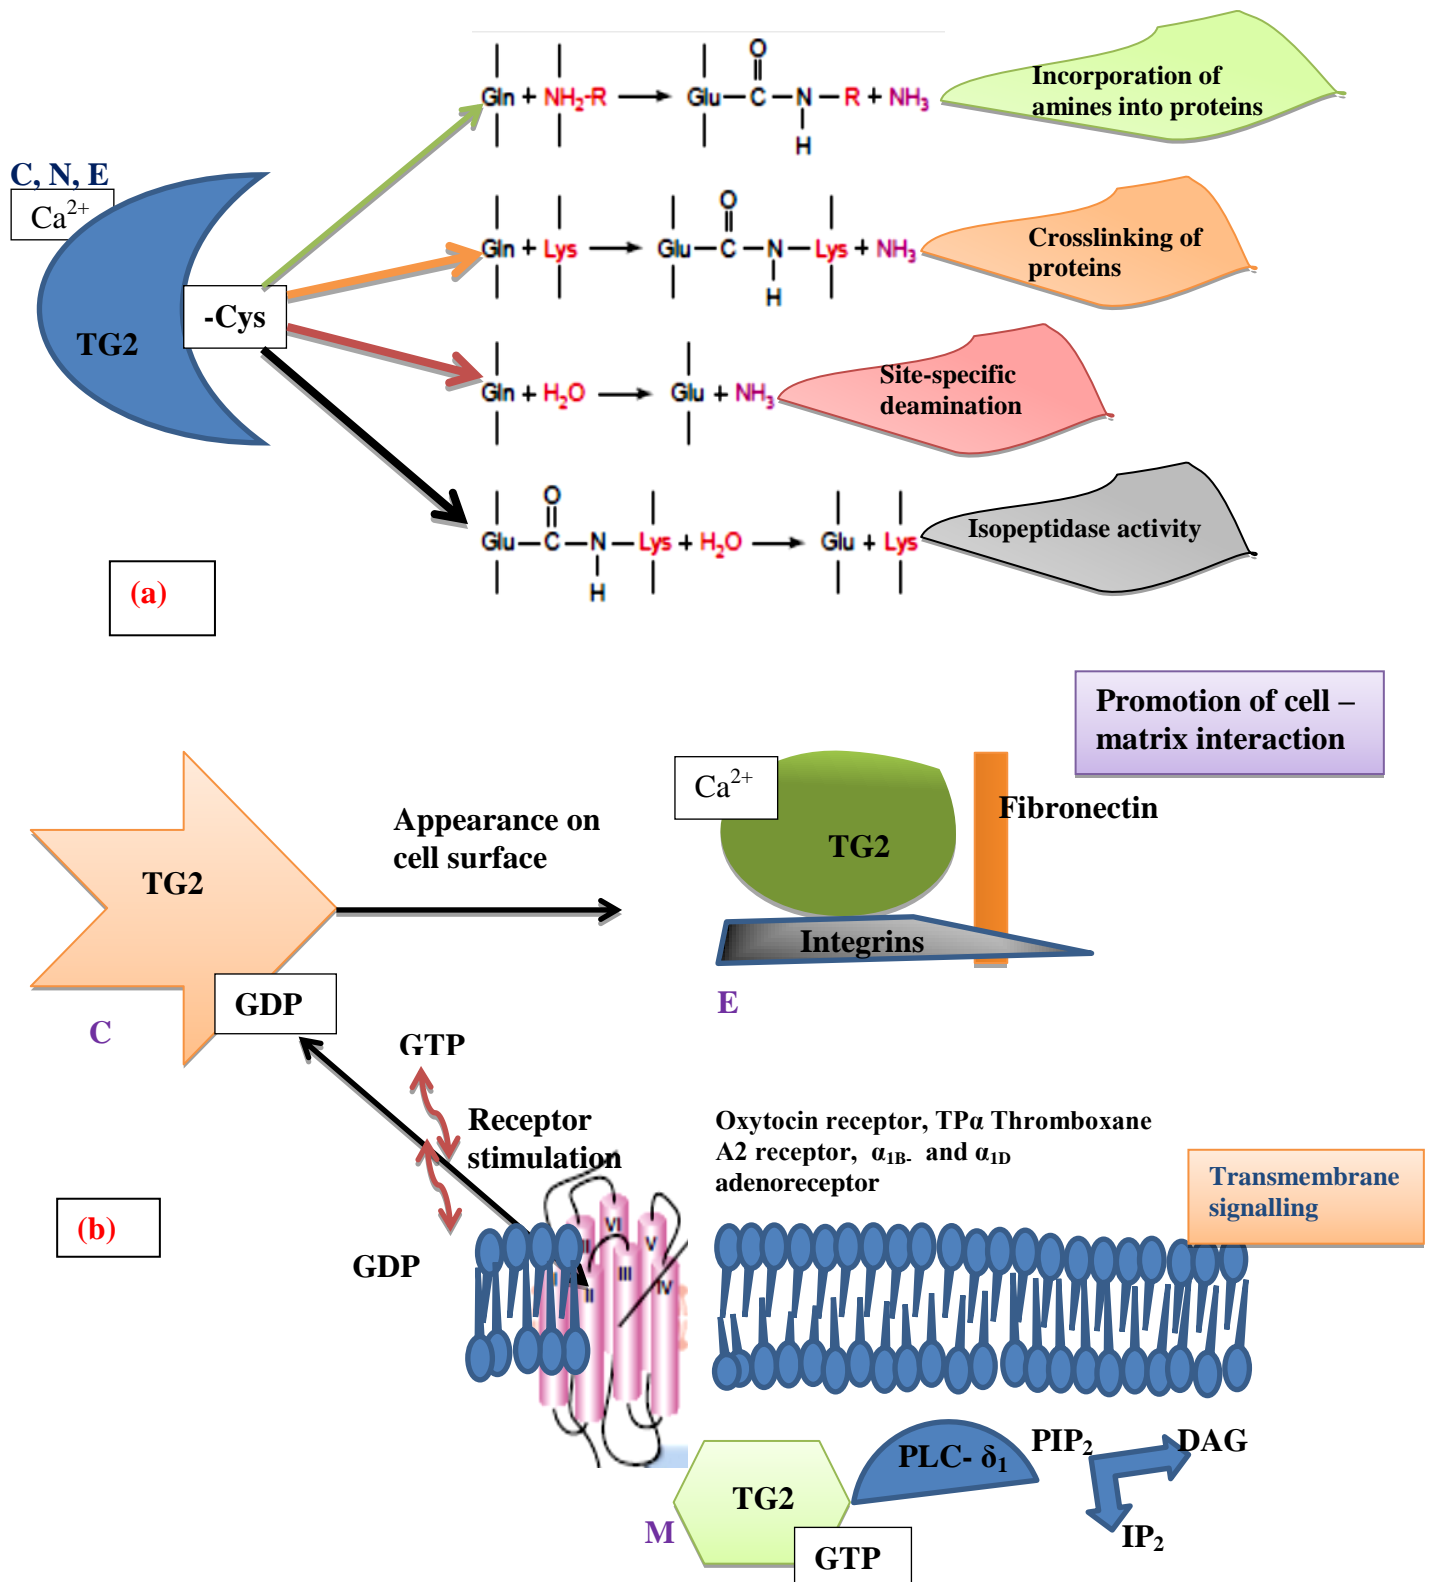 Gln + NH₂-R ⟶ Glu — C — N — R + NH₃
O
H
Incorporation of
amines into proteins
C, N, E
Ca²⁺
TG2
-Cys
Gln + Lys ⟶ Glu — C — N — Lys + NH₃
O
H
Crosslinking of
proteins
Gln + H₂O ⟶ Glu + NH₃
Site-specific
deamination
Glu — C — N — Lys + H₂O ⟶ Glu + Lys
O
H
Isopeptidase activity
(a)
Promotion of cell –
matrix interaction
TG2
GDP
C
Appearance on
cell surface
Ca²⁺
TG2
Fibronectin
Integrins
E
GTP
Receptor
stimulation
GDP
(b)
Oxytocin receptor, TPα Thromboxane
A2 receptor, α₁B- and α₁D
adenoreceptor
Transmembrane
signalling
VI
V
I
II
III
IV
TG2
M
GTP
PLC- δ₁
PIP₂
DAG
IP₂